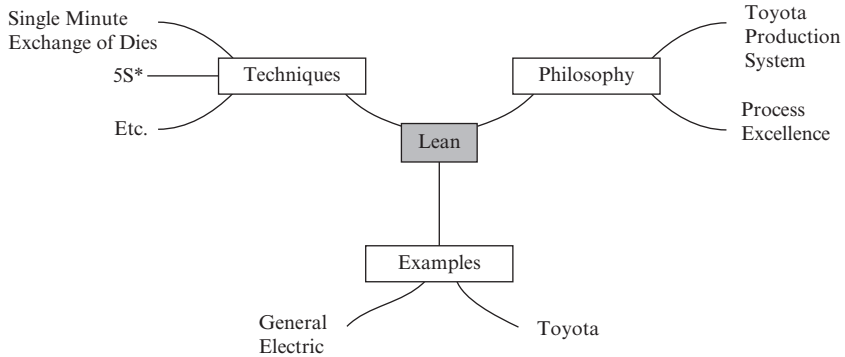 Single Minute
Exchange of Dies
5S*
Etc.
Techniques
Philosophy
Toyota
Production
System
Process
Excellence
Lean
Examples
General
Electric
Toyota